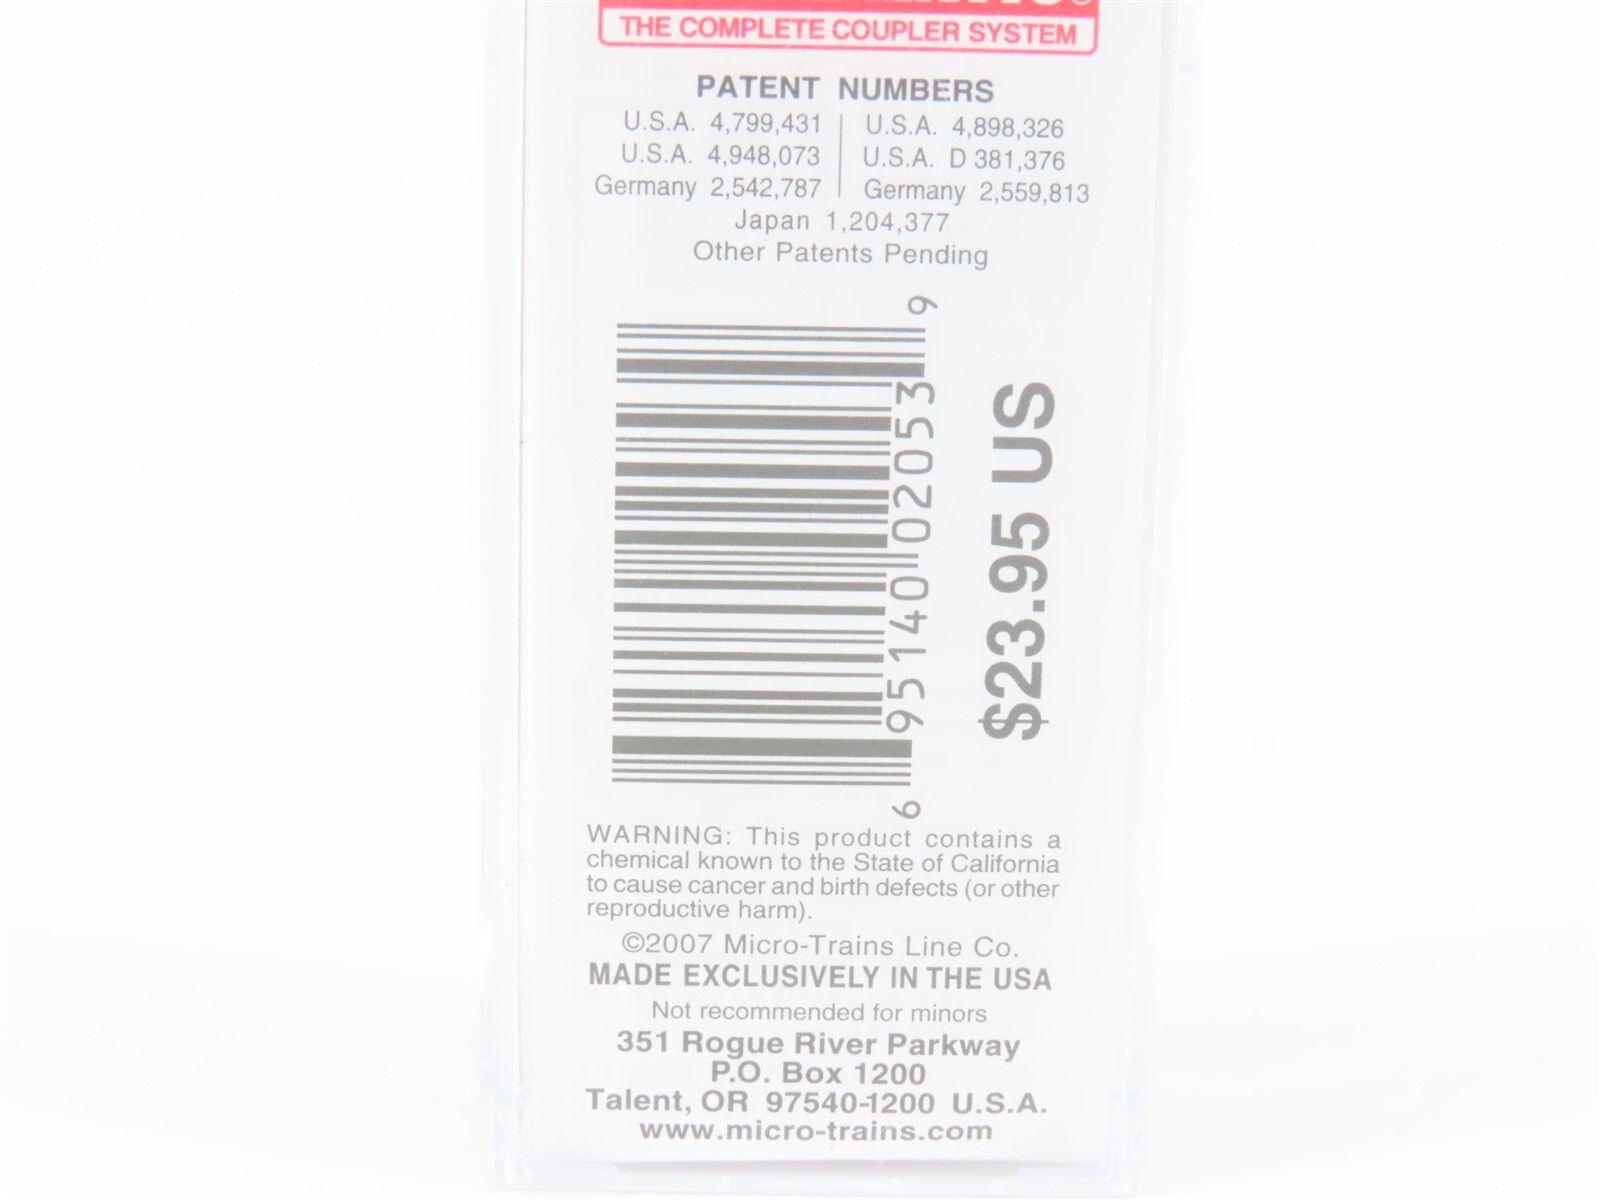 THE COMPLETE COUPLER SYSTEM
PATENT NUMBERS
U.S.A. 4,799,431 U.S.A. 4,898,326
U.S.A. 4,948,073 U.S.A. D 381,376
Germany 2,542,787 Germany 2,559,813
Japan 1,204,377
Other Patents Pending
6 95140 02053 9
$23.95 US
WARNING: This product contains a
chemical known to the State of California
to cause cancer and birth defects (or other
reproductive harm).
©2007 Micro-Trains Line Co.
MADE EXCLUSIVELY IN THE USA
Not recommended for minors
351 Rogue River Parkway
P.O. Box 1200
Talent, OR 97540-1200 U.S.A.
www.micro-trains.com